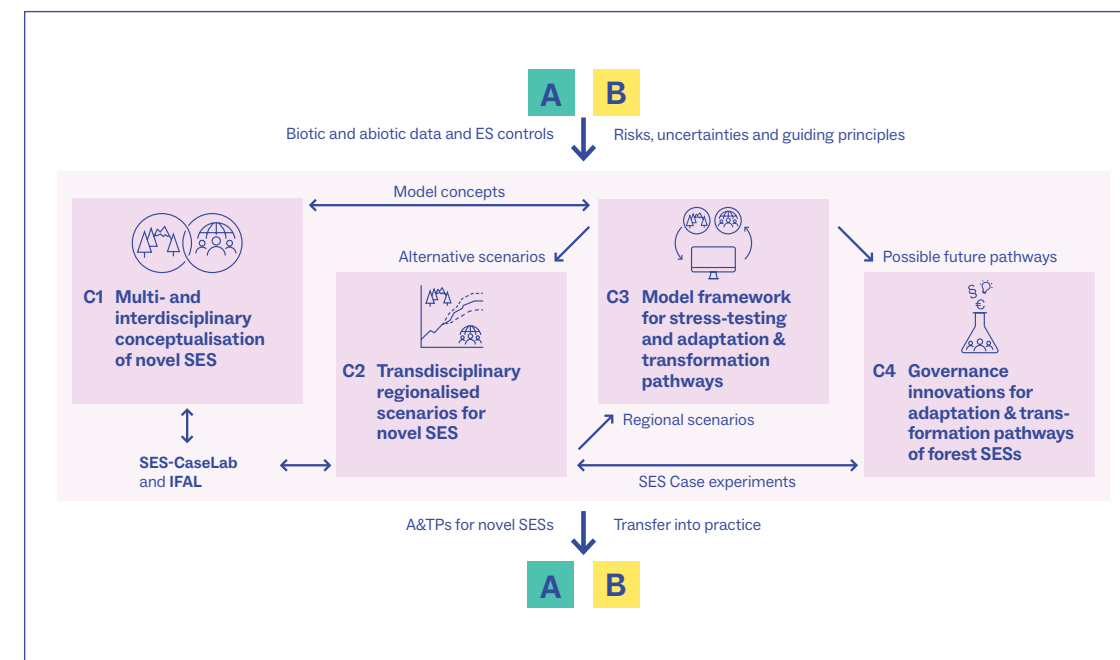 A B
Biotic and abiotic data and ES controls
Risks, uncertainties and guiding principles
Model concepts
C1 Multi- and
interdisciplinary
conceptualisation
of novel SES
Alternative scenarios
C2 Transdisciplinary
regionalised
scenarios for
novel SES
C3 Model framework
for stress-testing
and adaptation &
transformation
pathways
Possible future pathways
§
€
C4 Governance
innovations for
adaptation & trans-
formation pathways
of forest SESs
Regional scenarios
SES-CaseLab
and IFAL
SES Case experiments
A&TPs for novel SESs
Transfer into practice
A B